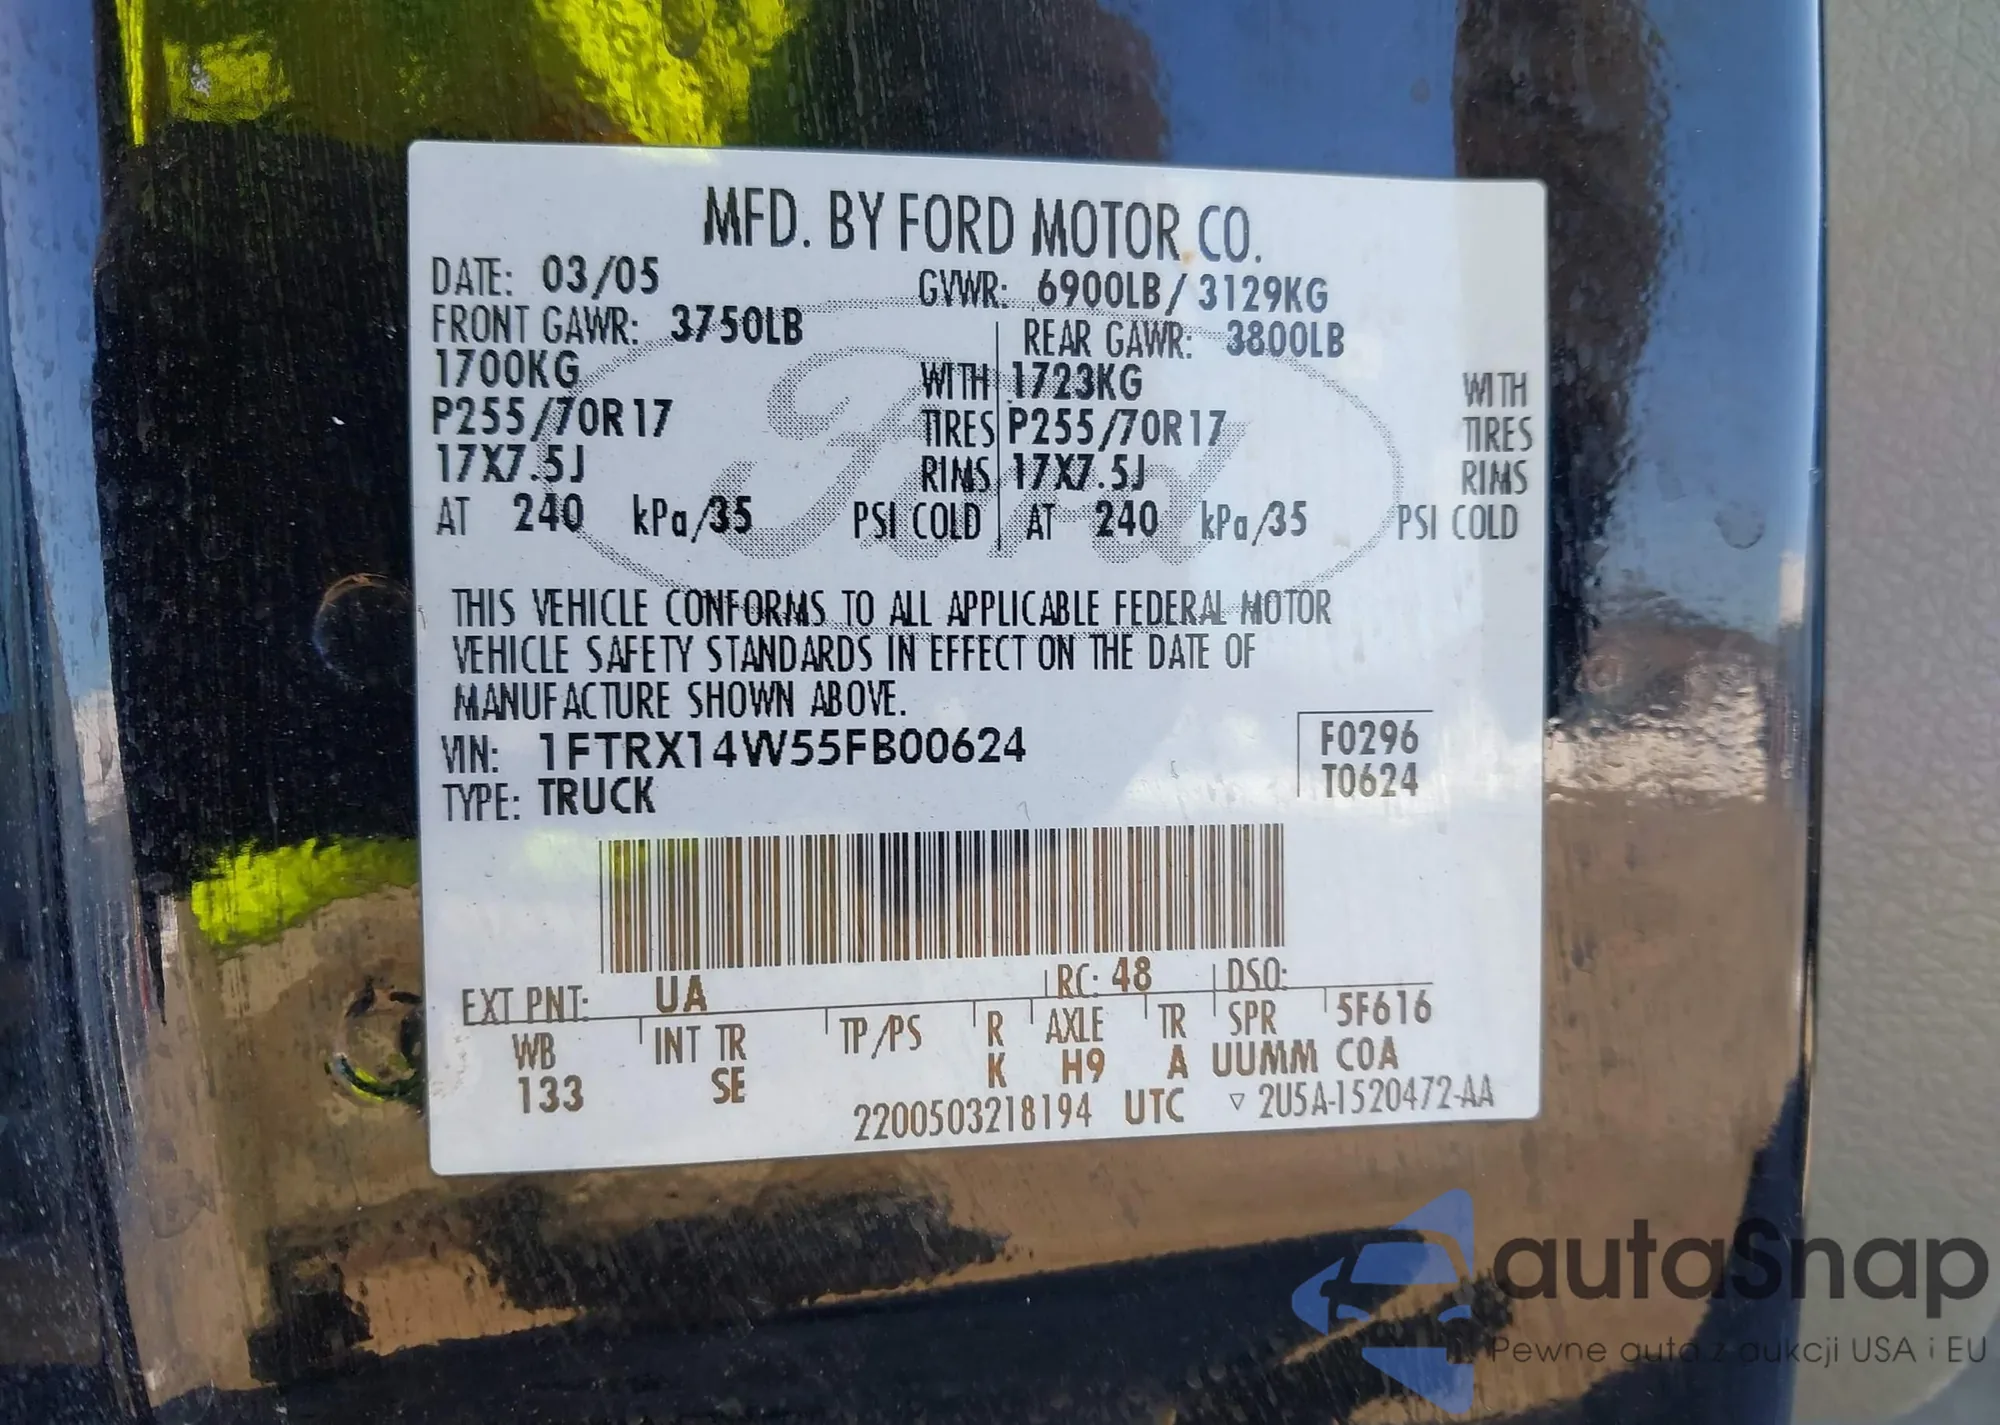 MFD. BY FORD MOTOR CO.
DATE: 03/05 GVWR: 6900LB/ 3129KG
FRONT GAWR: 3750LB REAR GAWR: 3800LB
1700KG WITH 1723KG WITH
P255/70R17 TIRES P255/70R17 TIRES
17X7.5J RIMS 17X7.5J RIMS
AT 240 kPa/35 PSI COLD AT 240 kPa/35 PSI COLD
Ford
THIS VEHICLE CONFORMS TO ALL APPLICABLE FEDERAL MOTOR
VEHICLE SAFETY STANDARDS IN EFFECT ON THE DATE OF
MANUFACTURE SHOWN ABOVE.
VIN: 1FTRX14W55FB00624 F0296
TYPE: TRUCK T0624
EXT PNT: UA RC: 48 DSO:
WB INT TR TP/PS R AXLE TR SPR 5F616
133 SE K H9 A UUMM COA
2200503218194 UTC ▽ 2U5A-1520472-AA
autaSnap
Pewne auta z aukcji USA i EU